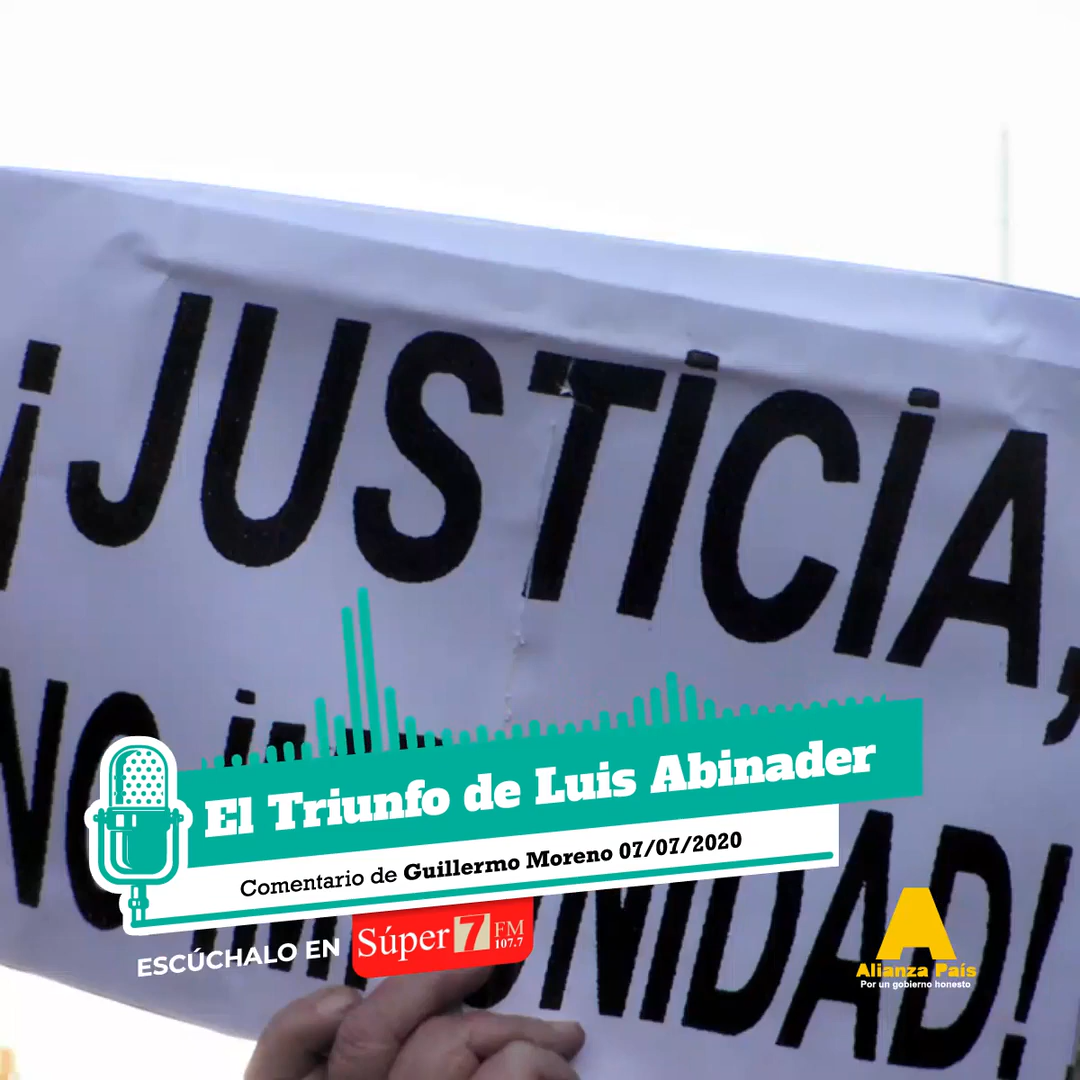 ¡JUSTICIA,
NO
El Triunfo de Luis Abinader
Comentario de Guillermo Moreno 07/07/2020
ESCÚCHALO EN Súper 7 FM
107.7
Alianza País
Por un gobierno honesto